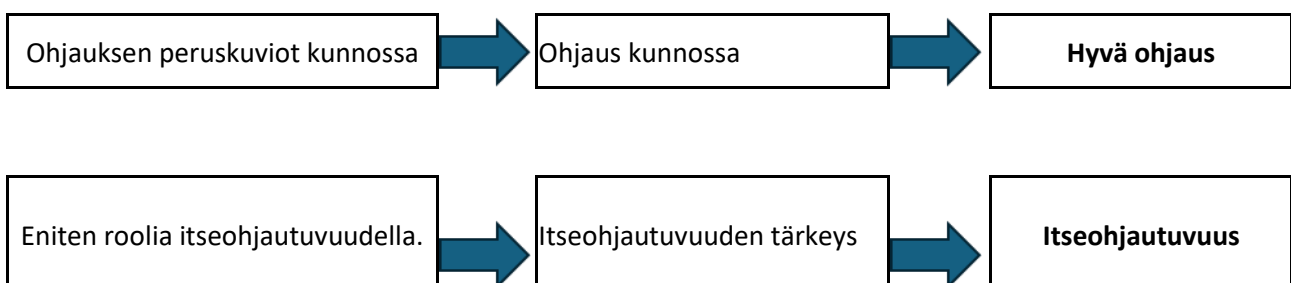 Ohjauksen peruskuviot kunnossa
Ohjaus kunnossa
Hyvä ohjaus
Eniten roolia itseohjautuvuudella.
Itseohjautuvuuden tärkeys
Itseohjautuvuus